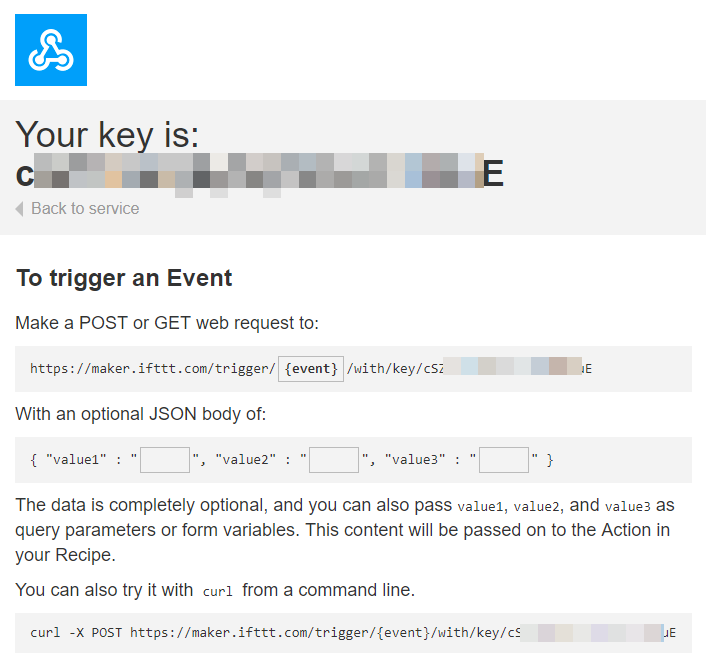 Your key is:
c E
Back to service
To trigger an Event
Make a POST or GET web request to:
https://maker.ifttt.com/trigger/ {event} /with/key/cSZ uE
With an optional JSON body of:
{ "value1" : " ", "value2" : " ", "value3" : " " }
The data is completely optional, and you can also pass value1, value2, and value3 as
query parameters or form variables. This content will be passed on to the Action in
your Recipe.
You can also try it with curl from a command line.
curl -X POST https://maker.ifttt.com/trigger/{event}/with/key/cS uE